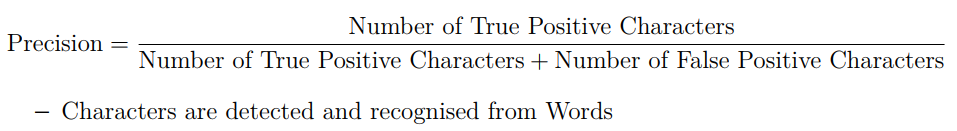 Precision = Number of True Positive Characters
Number of True Positive Characters + Number of False Positive Characters
– Characters are detected and recognised from Words